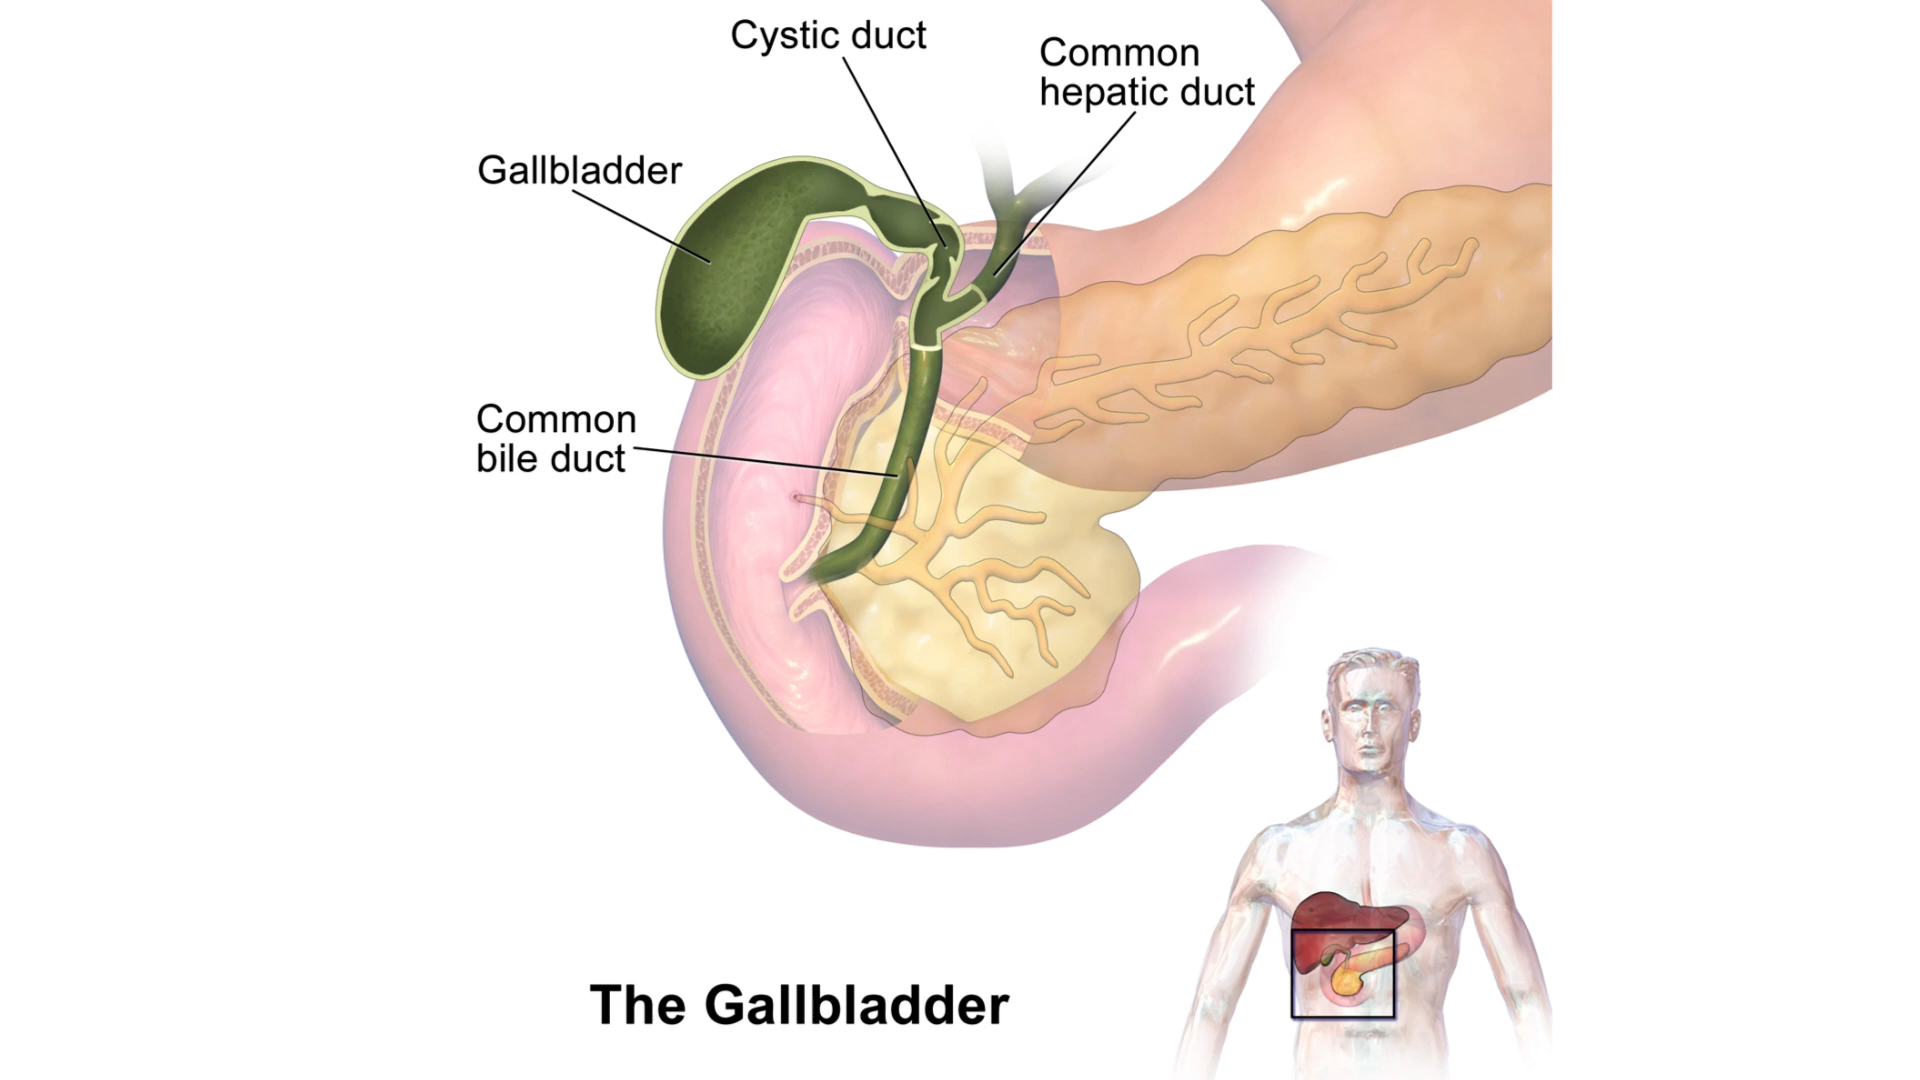 Cystic duct
Common
hepatic duct
Gallbladder
Common
bile duct
The Gallbladder